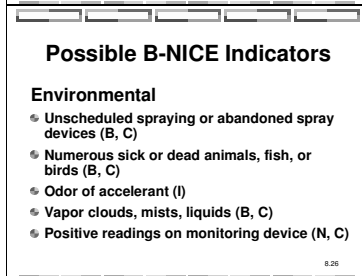 Possible B-NICE Indicators
Environmental
Unscheduled spraying or abandoned spray
devices (B, C)
Numerous sick or dead animals, fish, or
birds (B, C)
Odor of accelerant (I)
Vapor clouds, mists, liquids (B, C)
Positive readings on monitoring device (N, C)
8.26